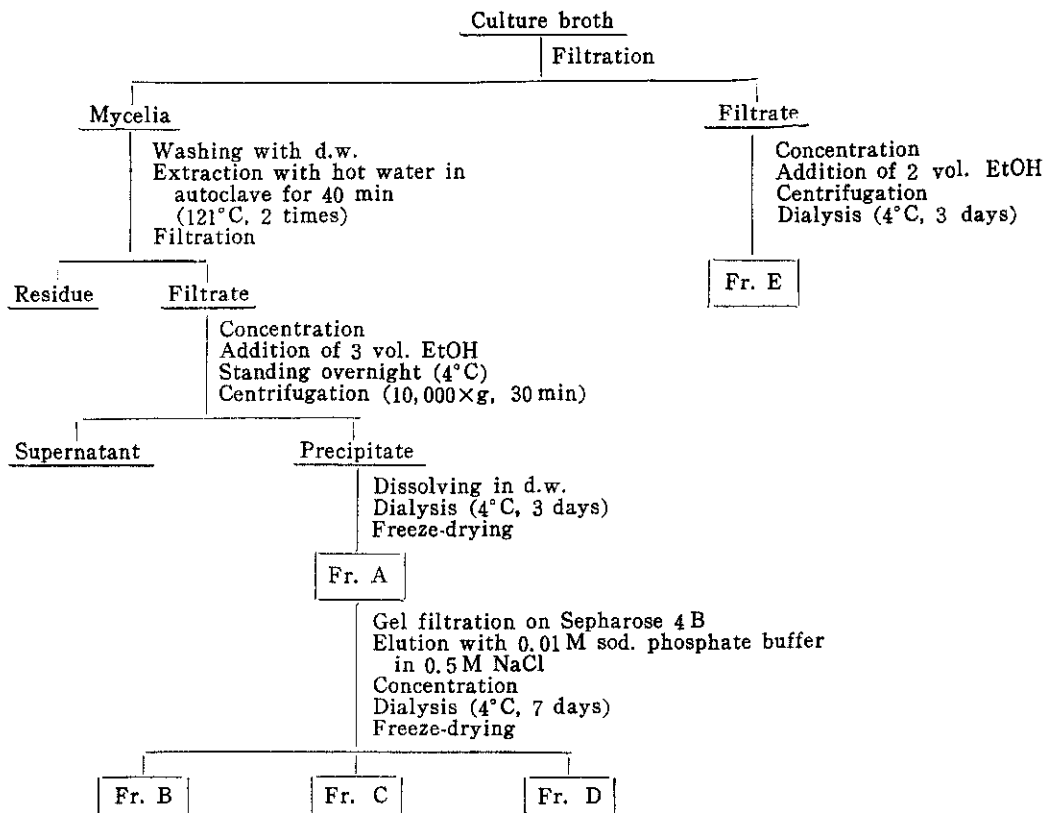 Culture broth
Filtration
Mycelia
Washing with d.w.
Extraction with hot water in
autoclave for 40 min
(121°C, 2 times)
Filtration
Filtrate
Concentration
Addition of 2 vol. EtOH
Centrifugation
Dialysis (4°C, 3 days)
Fr. E
Residue
Filtrate
Concentration
Addition of 3 vol. EtOH
Standing overnight (4°C)
Centrifugation (10,000×g, 30 min)
Supernatant
Precipitate
Dissolving in d.w.
Dialysis (4°C, 3 days)
Freeze-drying
Fr. A
Gel filtration on Sepharose 4 B
Elution with 0.01 M sod. phosphate buffer
in 0.5 M NaCl
Concentration
Dialysis (4°C, 7 days)
Freeze-drying
Fr. B
Fr. C
Fr. D